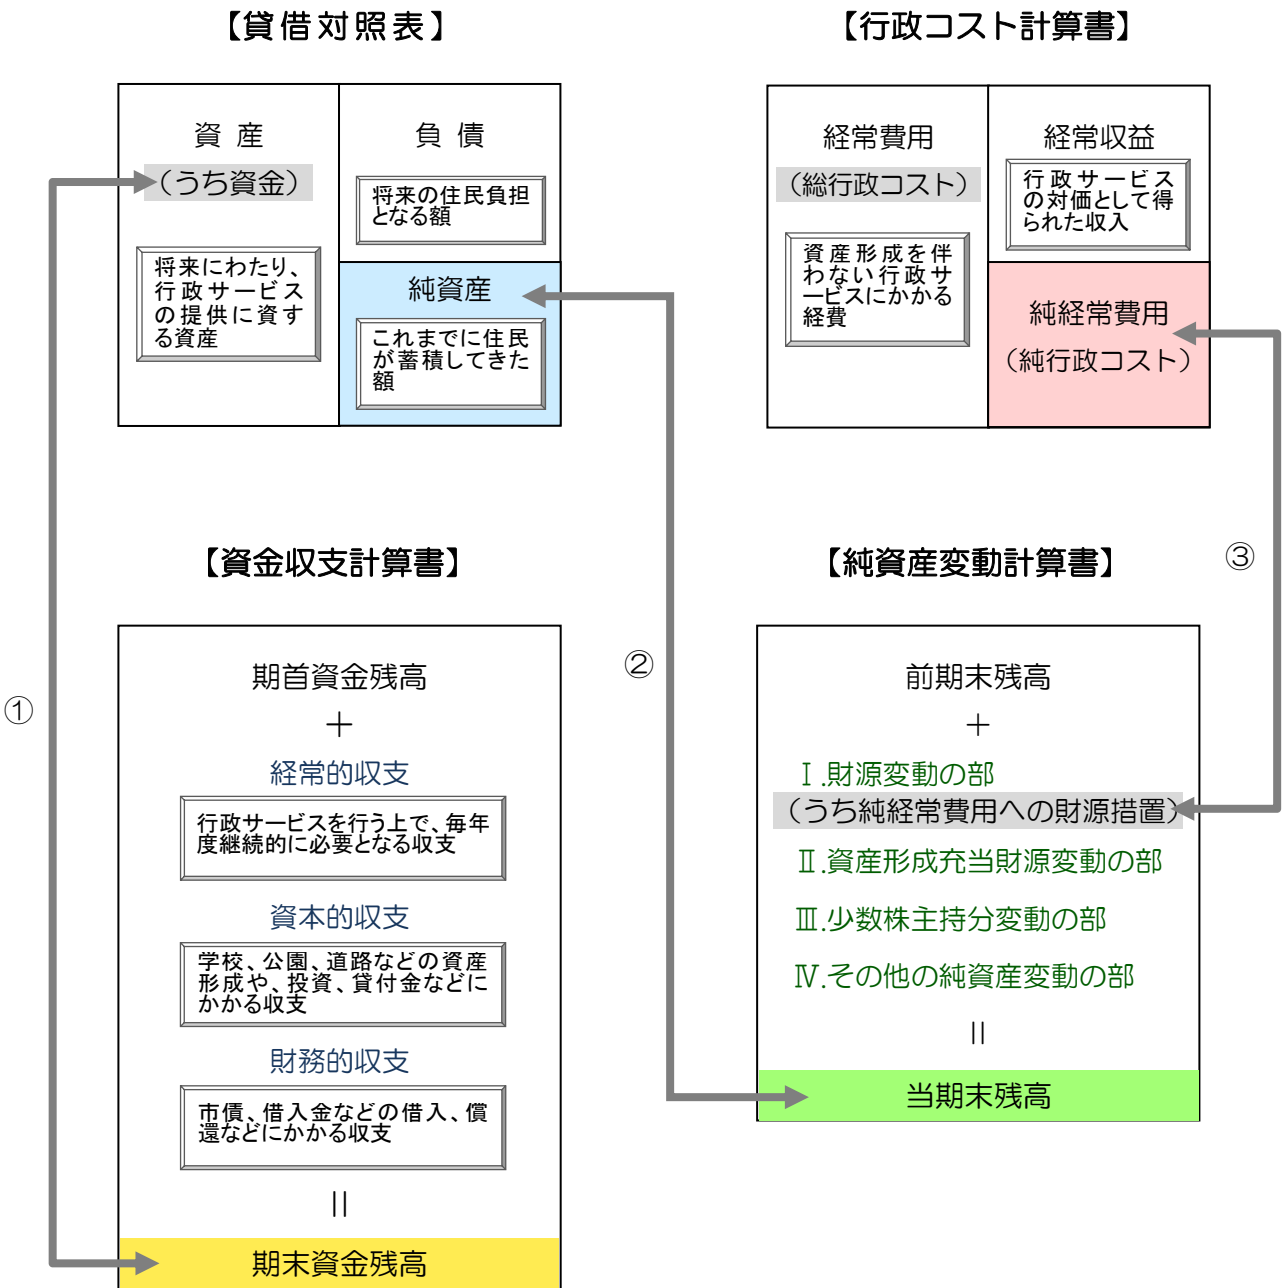 【貸借対照表】
資産
（うち資金）
将来にわたり、
行政サービス
の提供に資す
る資産
負債
将来の住民負担
となる額
純資産
これまでに住民
が蓄積してきた
額
【行政コスト計算書】
経常費用
（総行政コスト）
資産形成を伴
わない行政サ
ービスにかかる
経費
経常収益
行政サービス
の対価として得
られた収入
純経常費用
（純行政コスト）
①
②
③
【資金収支計算書】
期首資金残高
＋
経常的収支
行政サービスを行う上で、毎年
度継続的に必要となる収支
資本的収支
学校、公園、道路などの資産
形成や、投資、貸付金などに
かかる収支
財務的収支
市債、借入金などの借入、償
還などにかかる収支
＝
期末資金残高
【純資産変動計算書】
前期末残高
＋
Ⅰ.財源変動の部
（うち純経常費用への財源措置）
Ⅱ.資産形成充当財源変動の部
Ⅲ.少数株主持分変動の部
Ⅳ.その他の純資産変動の部
＝
当期末残高